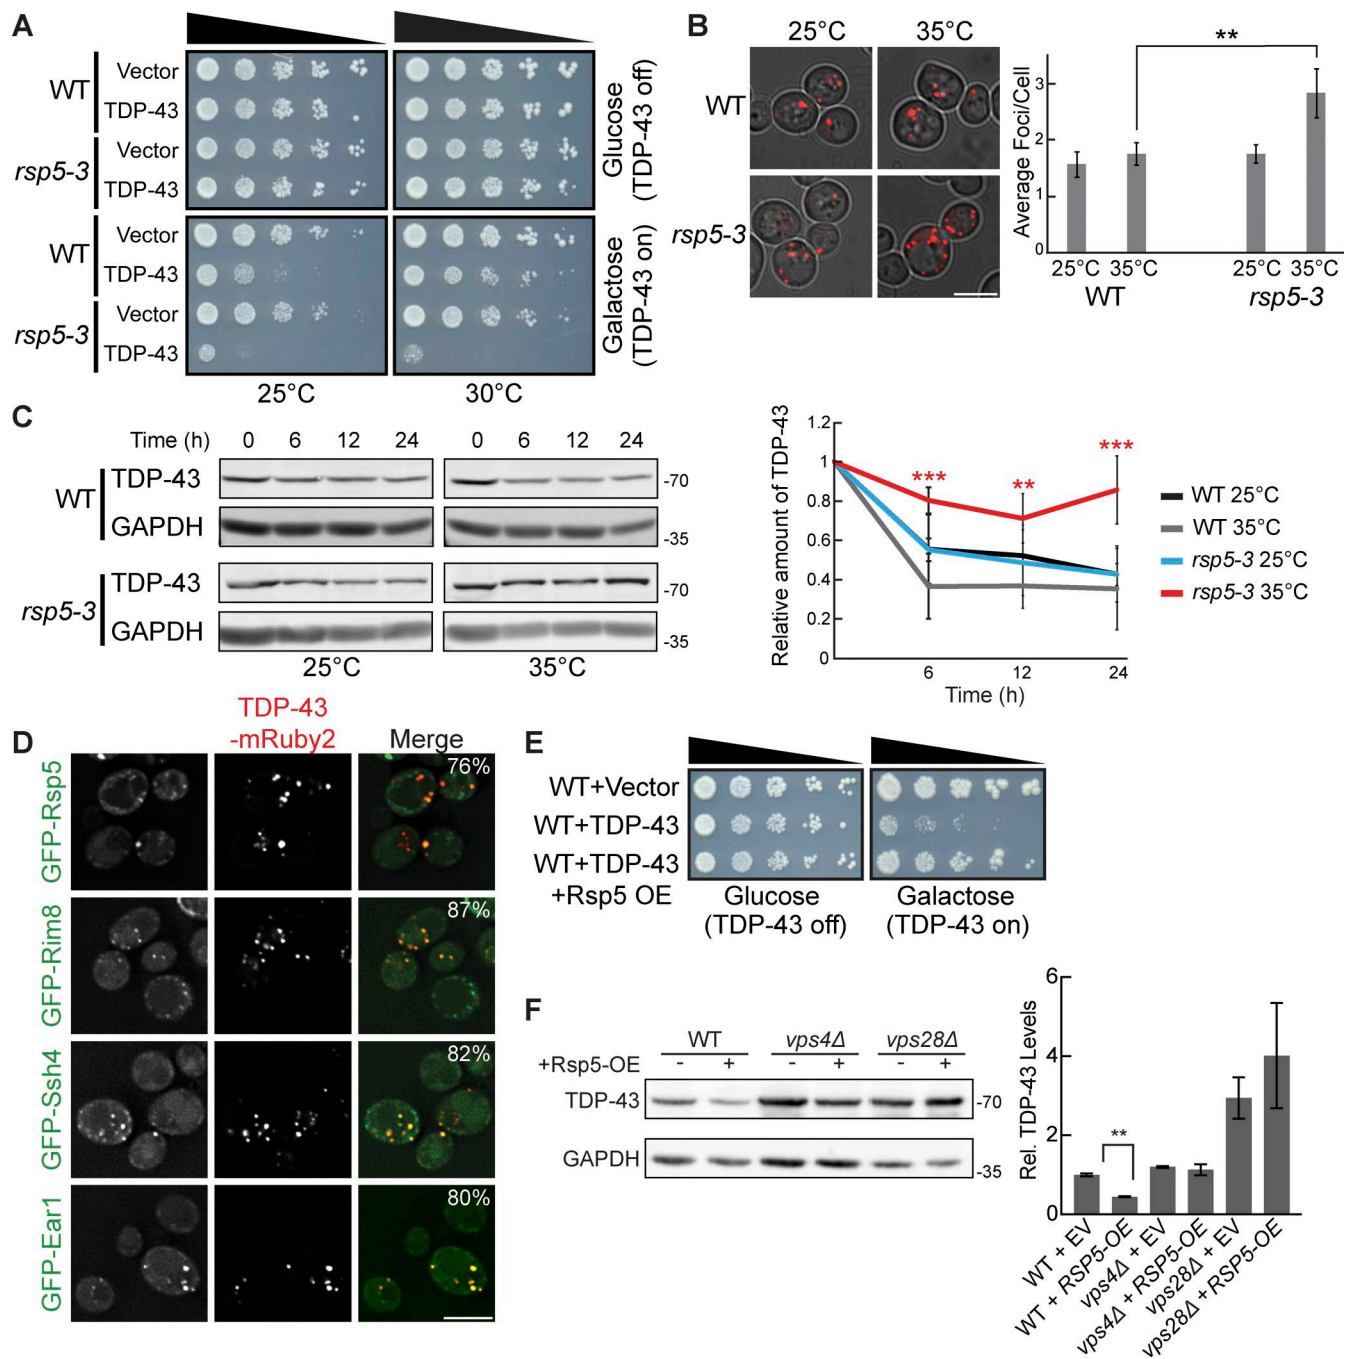 A
WT
Vector
TDP-43
rsp5-3
Vector
TDP-43
Glucose
(TDP-43 off)
WT
Vector
TDP-43
rsp5-3
Vector
TDP-43
Galactose
(TDP-43 on)
25°C
30°C
B
25°C
35°C
WT
rsp5-3
Average Foci/Cell
3
2
1
0
**
25°C
35°C
25°C
35°C
WT
rsp5-3
C
Time (h)
0 6 12 24
0 6 12 24
WT
TDP-43
-70
GAPDH
-35
rsp5-3
TDP-43
-70
GAPDH
-35
25°C
35°C
Relative amount of TDP-43
1.2
1
0.8
0.6
0.4
0.2
0
***
**
***
6
12
24
Time (h)
WT 25°C
WT 35°C
rsp5-3 25°C
rsp5-3 35°C
D
TDP-43
-mRuby2
Merge
GFP-Rsp5
76%
GFP-Rim8
87%
GFP-Ssh4
82%
GFP-Ear1
80%
E
WT+Vector
WT+TDP-43
WT+TDP-43
+Rsp5 OE
Glucose
(TDP-43 off)
Galactose
(TDP-43 on)
F
WT
vps4Δ
vps28Δ
+Rsp5-OE
- + - + - +
TDP-43
-70
GAPDH
-35
Rel. TDP-43 Levels
6
4
2
0
**
WT + EV
WT + RSP5-OE
vps4Δ + EV
vps4Δ + RSP5-OE
vps28Δ + EV
vps28Δ + RSP5-OE